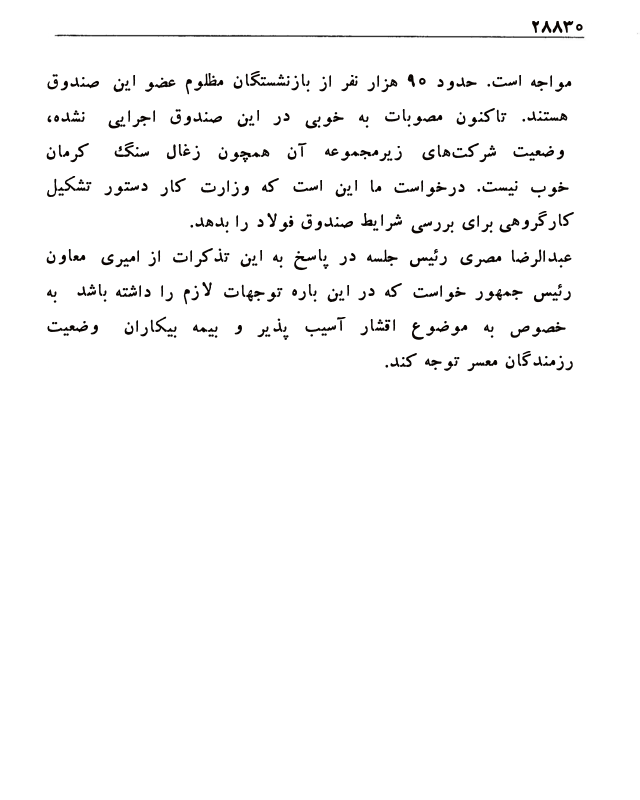 ۲۸۸۳۰
مواجه است. حدود ۹۰ هزار نفر از بازنشستگان مظلوم عضو این صندوق
هستند. تاکنون مصوبات به خوبی در این صندوق اجرایی نشده،
وضعیت شرکت‌های زیرمجموعه آن همچون زغال سنگ کرمان
خوب نیست. درخواست ما این است که وزارت کار دستور تشکیل
کارگروهی برای بررسی شرایط صندوق فولاد را بدهد.
عبدالرضا مصری رئیس جلسه در پاسخ به این تذکرات از امیری معاون
رئیس جمهور خواست که در این باره توجهات لازم را داشته باشد به
خصوص به موضوع اقشار آسیب پذیر و بیمه بیکاران وضعیت
رزمندگان معسر توجه کند.